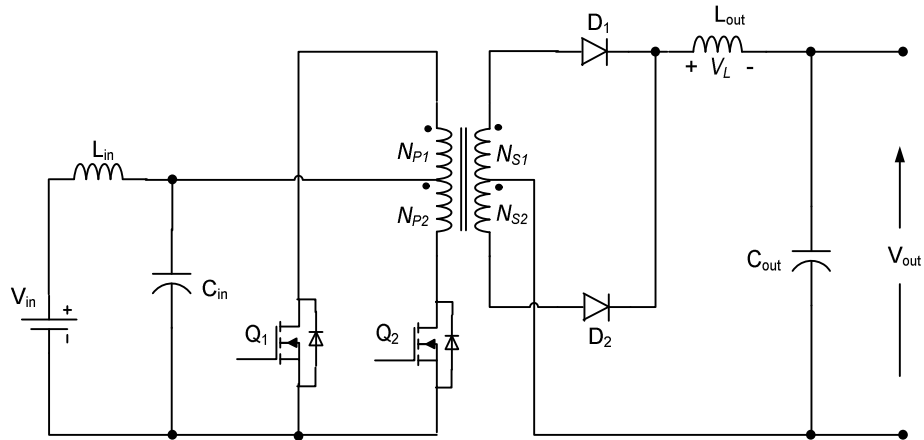 D1
Lout
+ VL -
Lin
NP1
NS1
NP2
NS2
Vin
+
-
Cin
Q1
Q2
D2
Cout
Vout